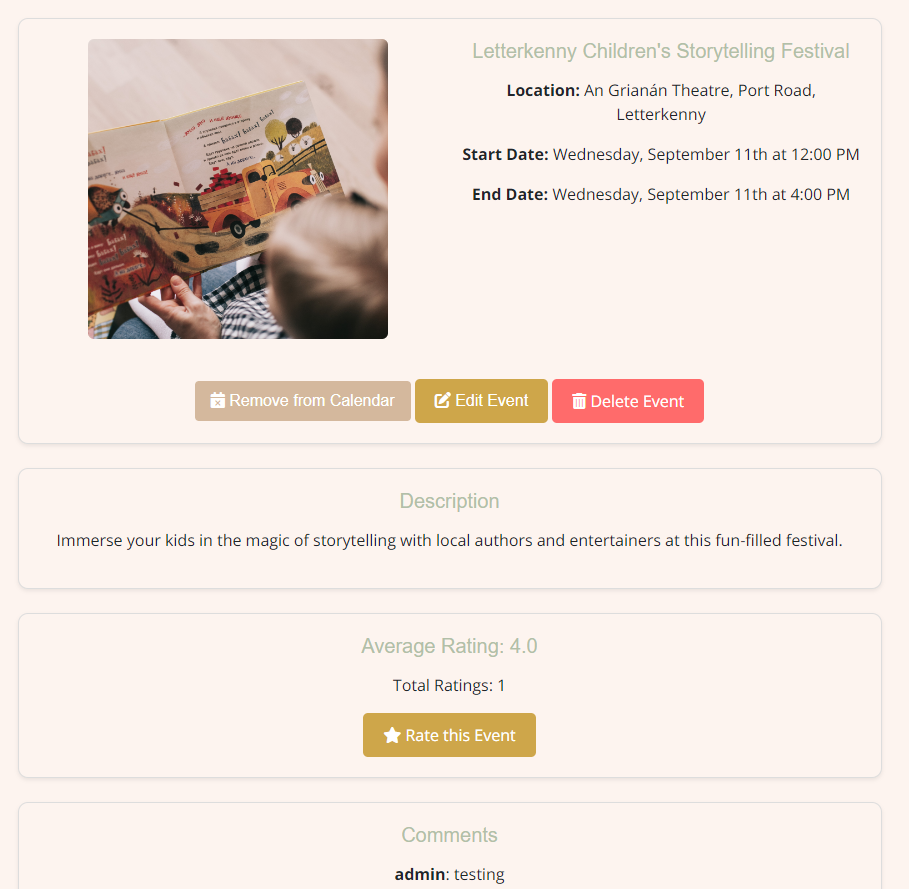 Letterkenny Children's Storytelling Festival
Location: An Grianán Theatre, Port Road,
Letterkenny
Start Date: Wednesday, September 11th at 12:00 PM
End Date: Wednesday, September 11th at 4:00 PM
Remove from Calendar
Edit Event
Delete Event
Description
Immerse your kids in the magic of storytelling with local authors and entertainers at this fun-filled festival.
Average Rating: 4.0
Total Ratings: 1
Rate this Event
Comments
admin: testing